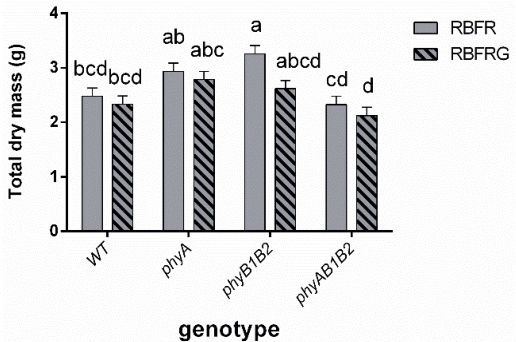 RBFR
RBFRG
Total dry mass (g)
4
3
2
1
0
bcd
bcd
ab
abc
a
abcd
cd
d
WT
phyA
phyB1B2
phyAB1B2
genotype